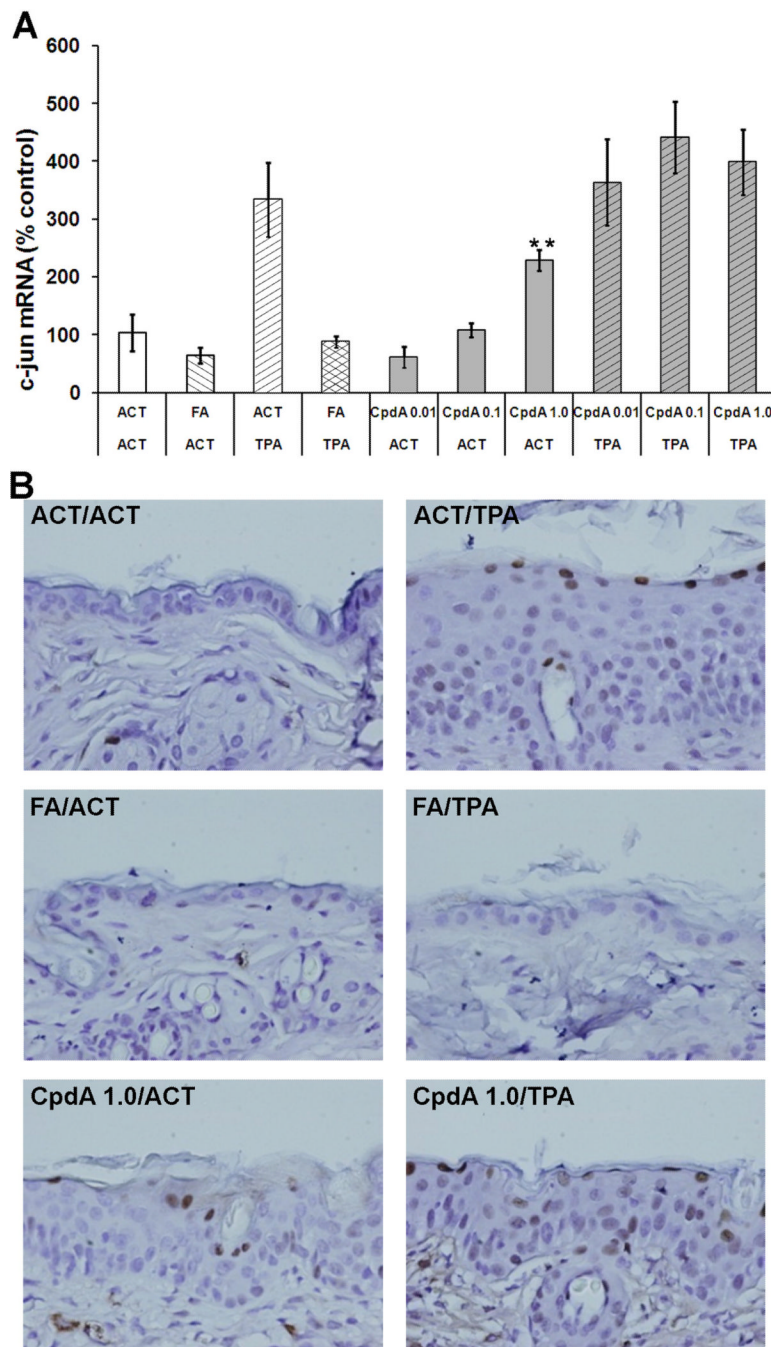 A
600
500
400
300
200
100
0
c-jun mRNA (% control)
**
ACT FA ACT FA CpdA 0.01 CpdA 0.1 CpdA 1.0 CpdA 0.01 CpdA 0.1 CpdA 1.0
ACT ACT TPA TPA ACT ACT ACT TPA TPA TPA
B
ACT/ACT ACT/TPA
FA/ACT FA/TPA
CpdA 1.0/ACT CpdA 1.0/TPA